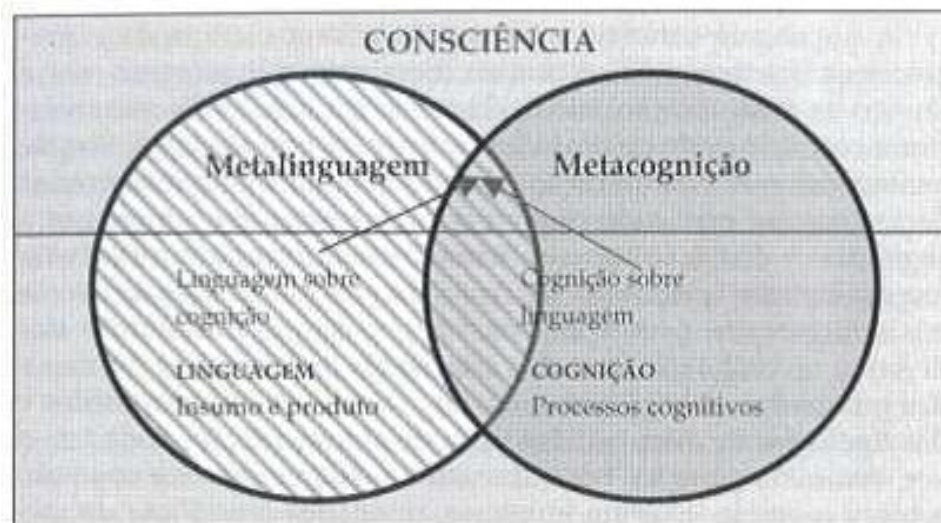 CONSCIÊNCIA
Metalinguagem
Metacognição
Linguagem sobre
cognição
Cognição sobre
linguagem
LINGUAGEM
Insumo e produto
COGNIÇÃO
Processos cognitivos